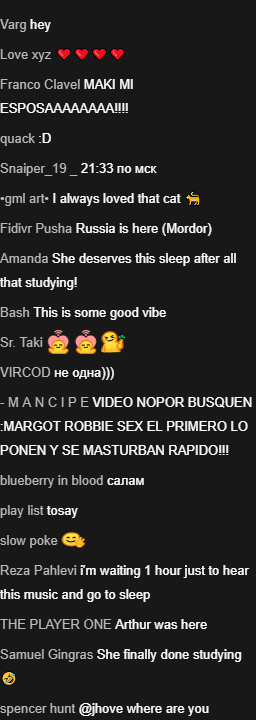 Varg hey
Love xyz ❤️❤️❤️❤️
Franco Clavel MAKI MI
ESPOSAAAAAAAA!!!!
quack :D
Snaiper_19 _ 21:33 по мск
•gml art• I always loved that cat 🐈
Fidivr Pusha Russia is here (Mordor)
Amanda She deserves this sleep after all
that studying!
Bash This is some good vibe
Sr. Taki
VIRCOD не одна)))
- M A N C I P E VIDEO NOPOR BUSQUEN
:MARGOT ROBBIE SEX EL PRIMERO LO
PONEN Y SE MASTURBAN RAPIDO!!!
blueberry in blood салам
play list tosay
slow poke
Reza Pahlevi i'm waiting 1 hour just to hear
this music and go to sleep
THE PLAYER ONE Arthur was here
Samuel Gingras She finally done studying
🤣
spencer hunt @jhove where are you